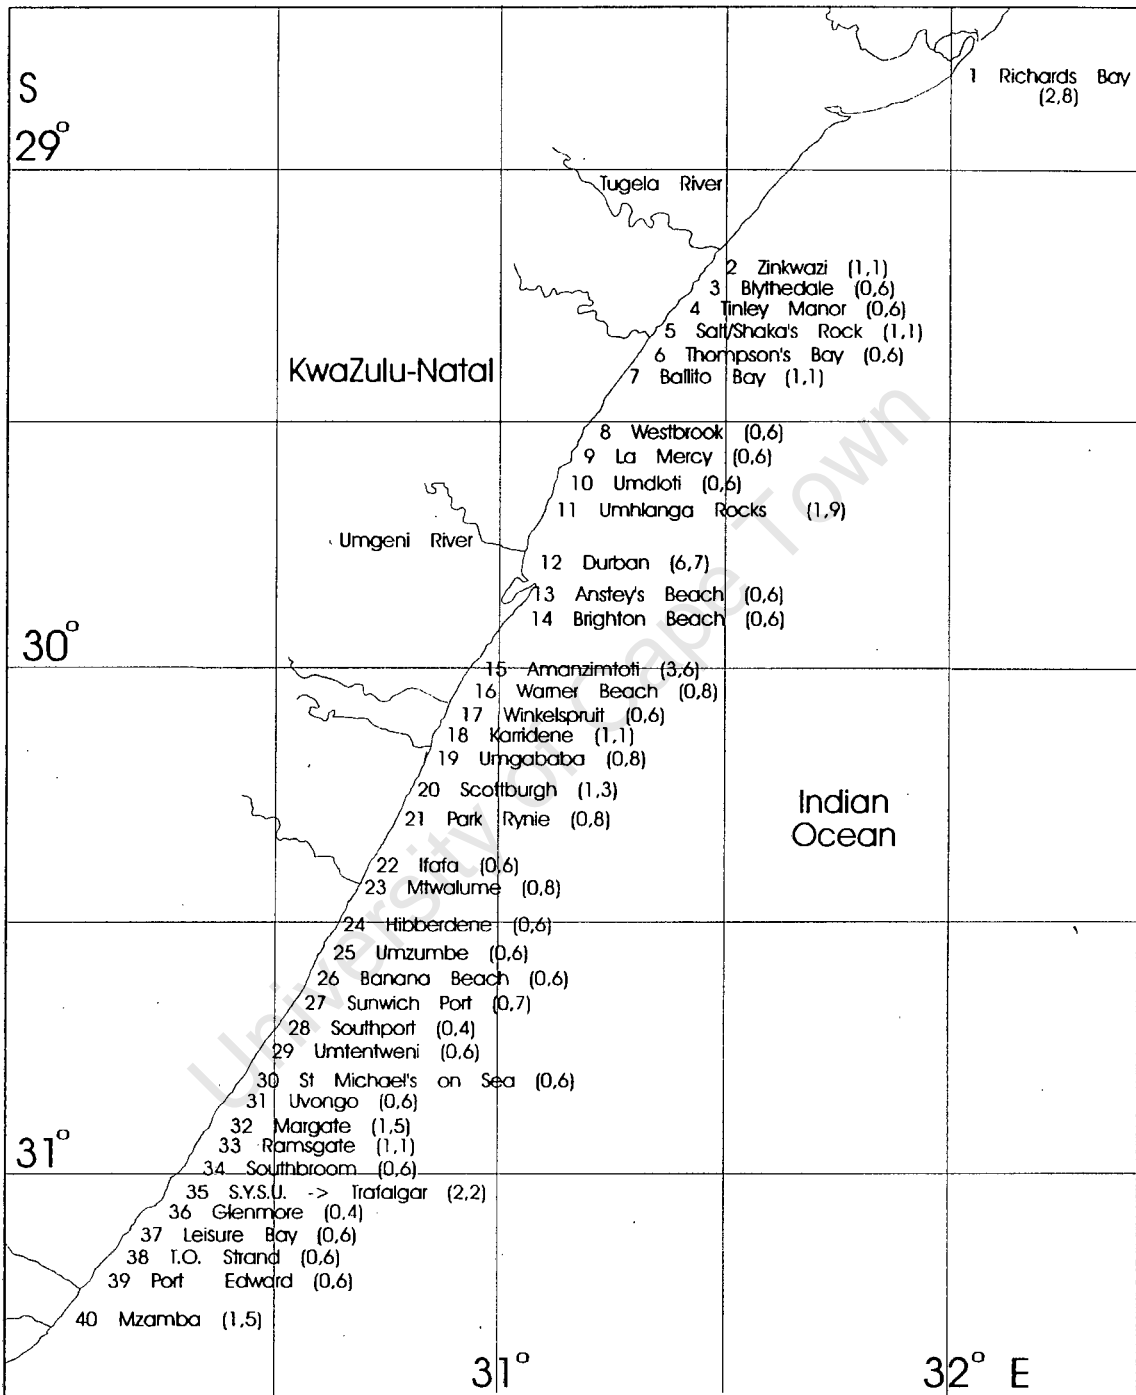 S
1 Richards Bay
(2,8)
29°
Tugela River
2 Zinkwazi (1,1)
3 Blythedale (0,6)
4 Tinley Manor (0,6)
5 Salt/Shaka's Rock (1,1)
6 Thompson's Bay (0,6)
KwaZulu-Natal
7 Ballito Bay (1,1)
8 Westbrook (0,6)
9 La Mercy (0,6)
10 Umdloti (0,6)
11 Umhlanga Rocks (1,9)
Umgeni River
12 Durban (6,7)
13 Anstey's Beach (0,6)
14 Brighton Beach (0,6)
30°
15 Amanzimtoti (3,6)
16 Warner Beach (0,8)
17 Winkelspruit (0,6)
18 Karridene (1,1)
19 Umgababa (0,8)
20 Scottburgh (1,3)
21 Park Rynie (0,8)
Indian
Ocean
22 Ifafa (0,6)
23 Mtwalume (0,8)
24 Hibberdene (0,6)
25 Umzumbe (0,6)
26 Banana Beach (0,6)
27 Sunwich Port (0,7)
28 Southport (0,4)
29 Umtentweni (0,6)
30 St Michael's on Sea (0,6)
31 Uvongo (0,6)
32 Margate (1,5)
33 Ramsgate (1,1)
31°
34 Southbroom (0,6)
35 S.Y.S.U. -> Trafalgar (2,2)
36 Glenmore (0,4)
37 Leisure Bay (0,6)
38 T.O. Strand (0,6)
39 Port Edward (0,6)
40 Mzamba (1,5)
31°
32° E
University of Cape Town